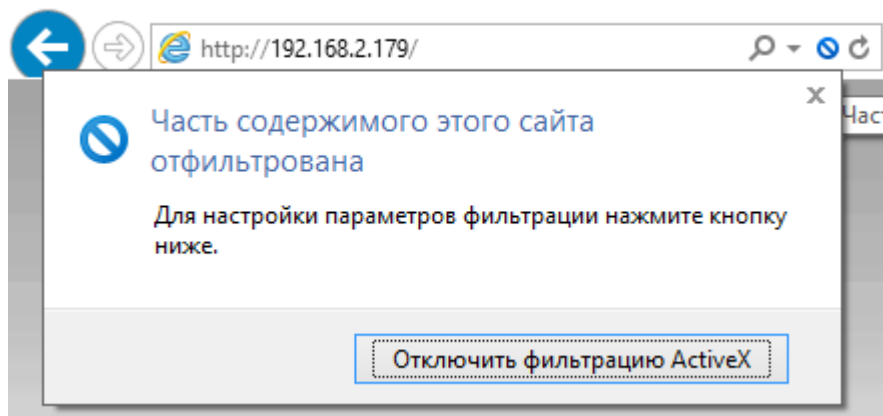 http://192.168.2.179/
Часть содержимого этого сайта
отфильтрована
Для настройки параметров фильтрации нажмите кнопку
ниже.
Отключить фильтрацию ActiveX